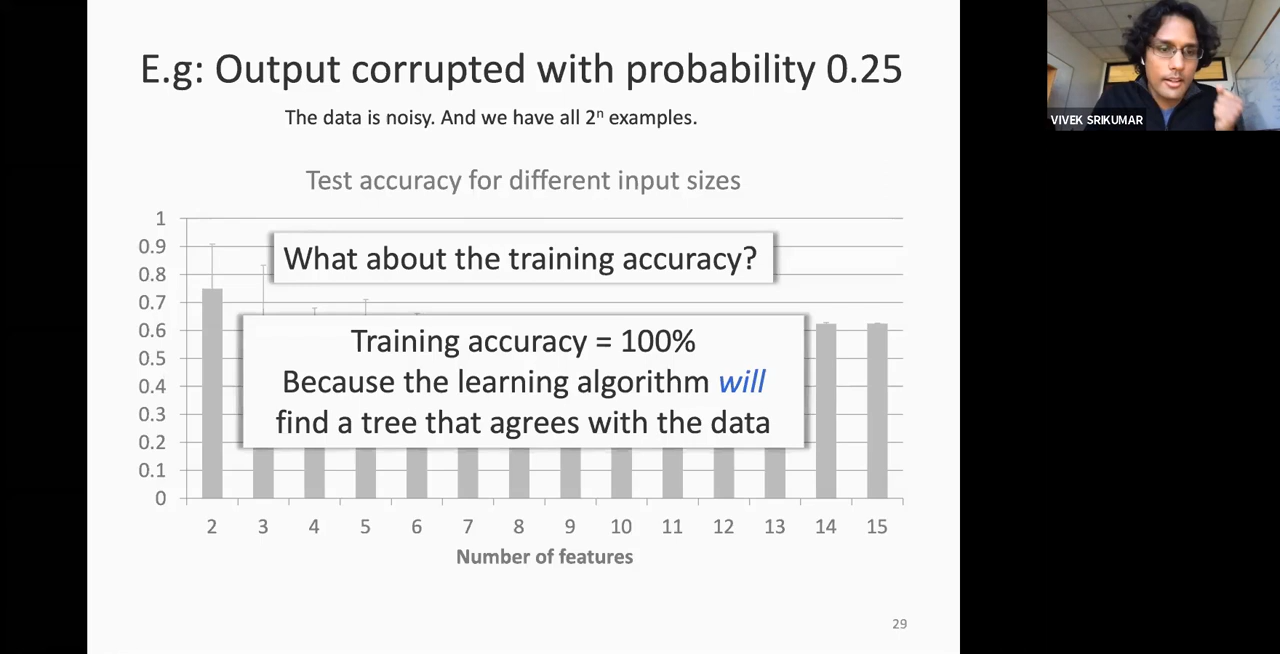 E.g: Output corrupted with probability 0.25
The data is noisy. And we have all 2ⁿ examples.
Test accuracy for different input sizes
1
0.9
0.8
0.7
0.6
0.5
0.4
0.3
0.2
0.1
0
What about the training accuracy?
Training accuracy = 100%
Because the learning algorithm will
find a tree that agrees with the data
2 3 4 5 6 7 8 9 10 11 12 13 14 15
Number of features
29
VIVEK SRIKUMAR